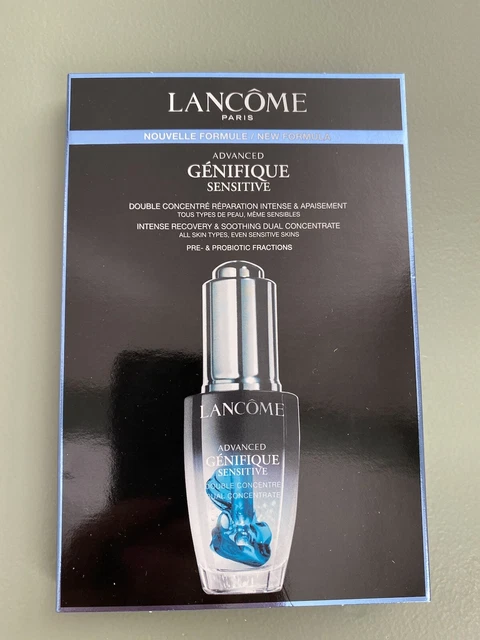 LANCÔME
PARIS
NOUVELLE FORMULE / NEW FORMULA
ADVANCED
GÉNIFIQUE
SENSITIVE
DOUBLE CONCENTRÉ RÉPARATION INTENSE & APAISEMENT
TOUS TYPES DE PEAU, MÊME SENSIBLES
INTENSE RECOVERY & SOOTHING DUAL CONCENTRATE
ALL SKIN TYPES, EVEN SENSITIVE SKINS
PRE- & PROBIOTIC FRACTIONS
LANCÔME
ADVANCED
GÉNIFIQUE
SENSITIVE
DOUBLE CONCENTRÉ
DUAL CONCENTRATE